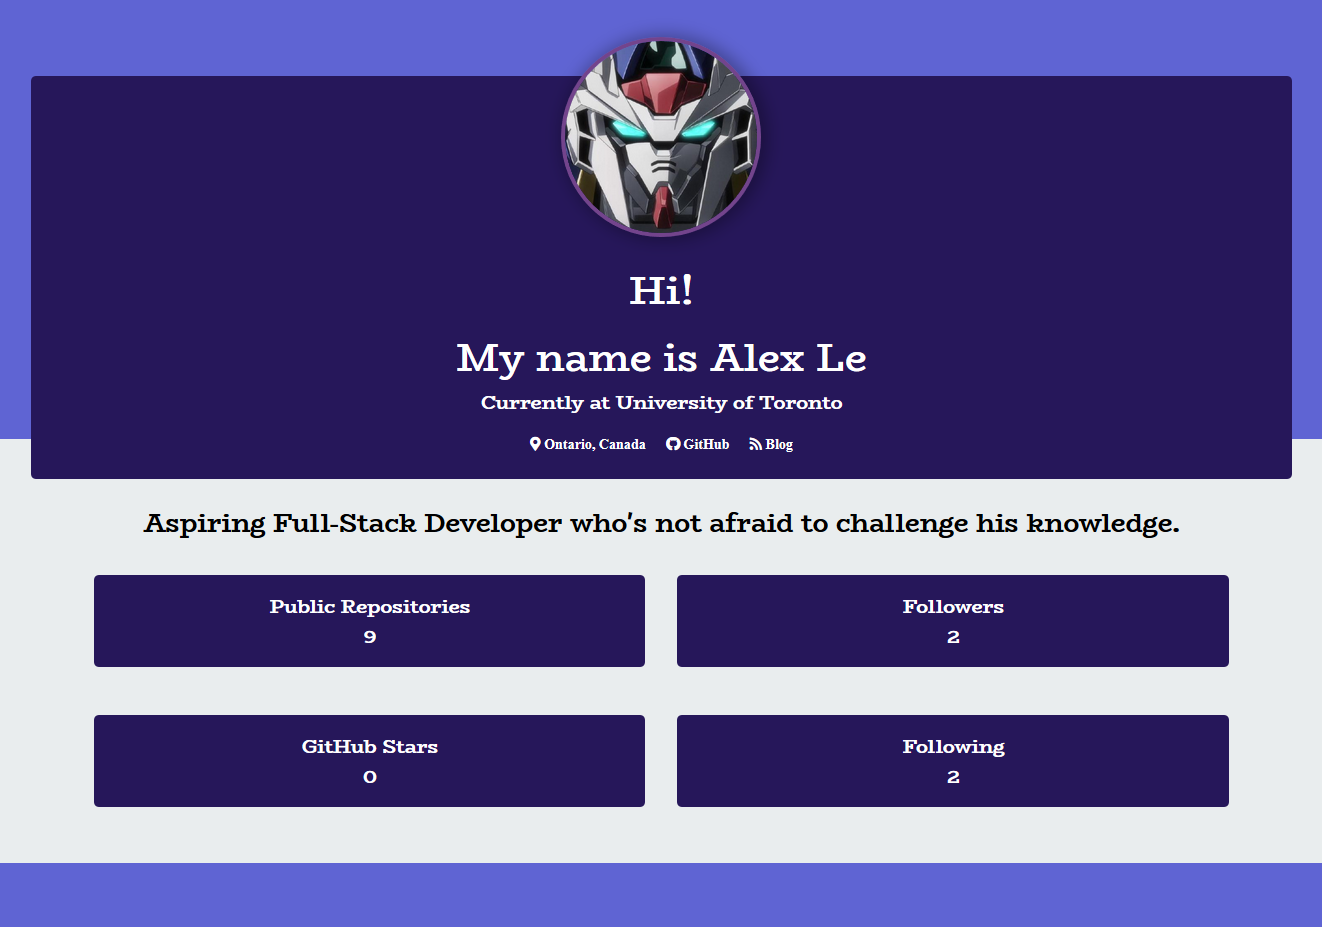 Hi!
My name is Alex Le
Currently at University of Toronto
Ontario, Canada GitHub Blog
Aspiring Full-Stack Developer who's not afraid to challenge his knowledge.
Public Repositories
9
Followers
2
GitHub Stars
0
Following
2